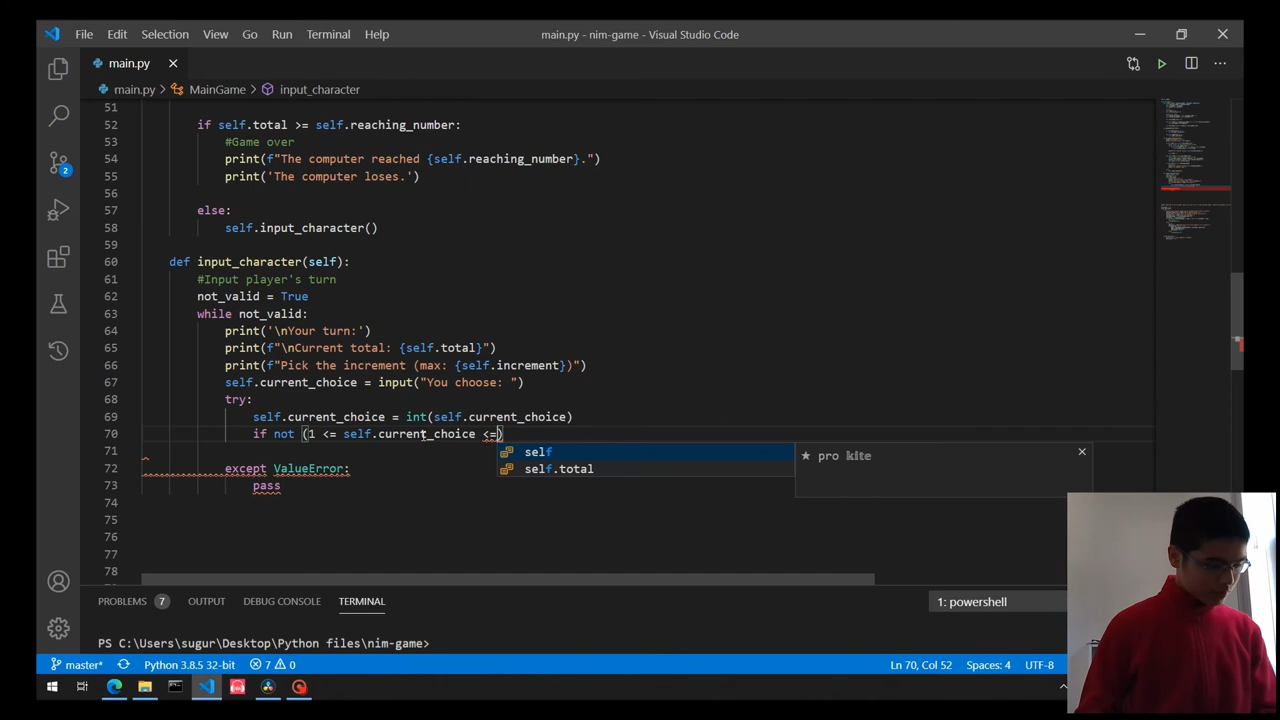 File Edit Selection View Go Run Terminal Help
main.py - nim-game - Visual Studio Code
main.py
main.py > MainGame > input_character
51
52 if self.total >= self.reaching_number:
53 #Game over
54 print(f"The computer reached {self.reaching_number}.")
55 print('The computer loses.')
56
57 else:
58 self.input_character()
59
60 def input_character(self):
61 #Input player's turn
62 not_valid = True
63 while not_valid:
64 print('\nYour turn:')
65 print(f"\nCurrent total: {self.total}")
66 print(f"Pick the increment (max: {self.increment})")
67 self.current_choice = input("You choose: ")
68 try:
69 self.current_choice = int(self.current_choice)
70 if not (1 <= self.current_choice <=)
71 self ★ pro kite
72 except ValueError: self.total
73 pass
74
75
76
77
78
PROBLEMS 7 OUTPUT DEBUG CONSOLE TERMINAL 1: powershell
PS C:\Users\sugur\Desktop\Python files\nim-game>
2
master* Python 3.8.5 32-bit 7 0 Ln 70, Col 52 Spaces: 4 UTF-8